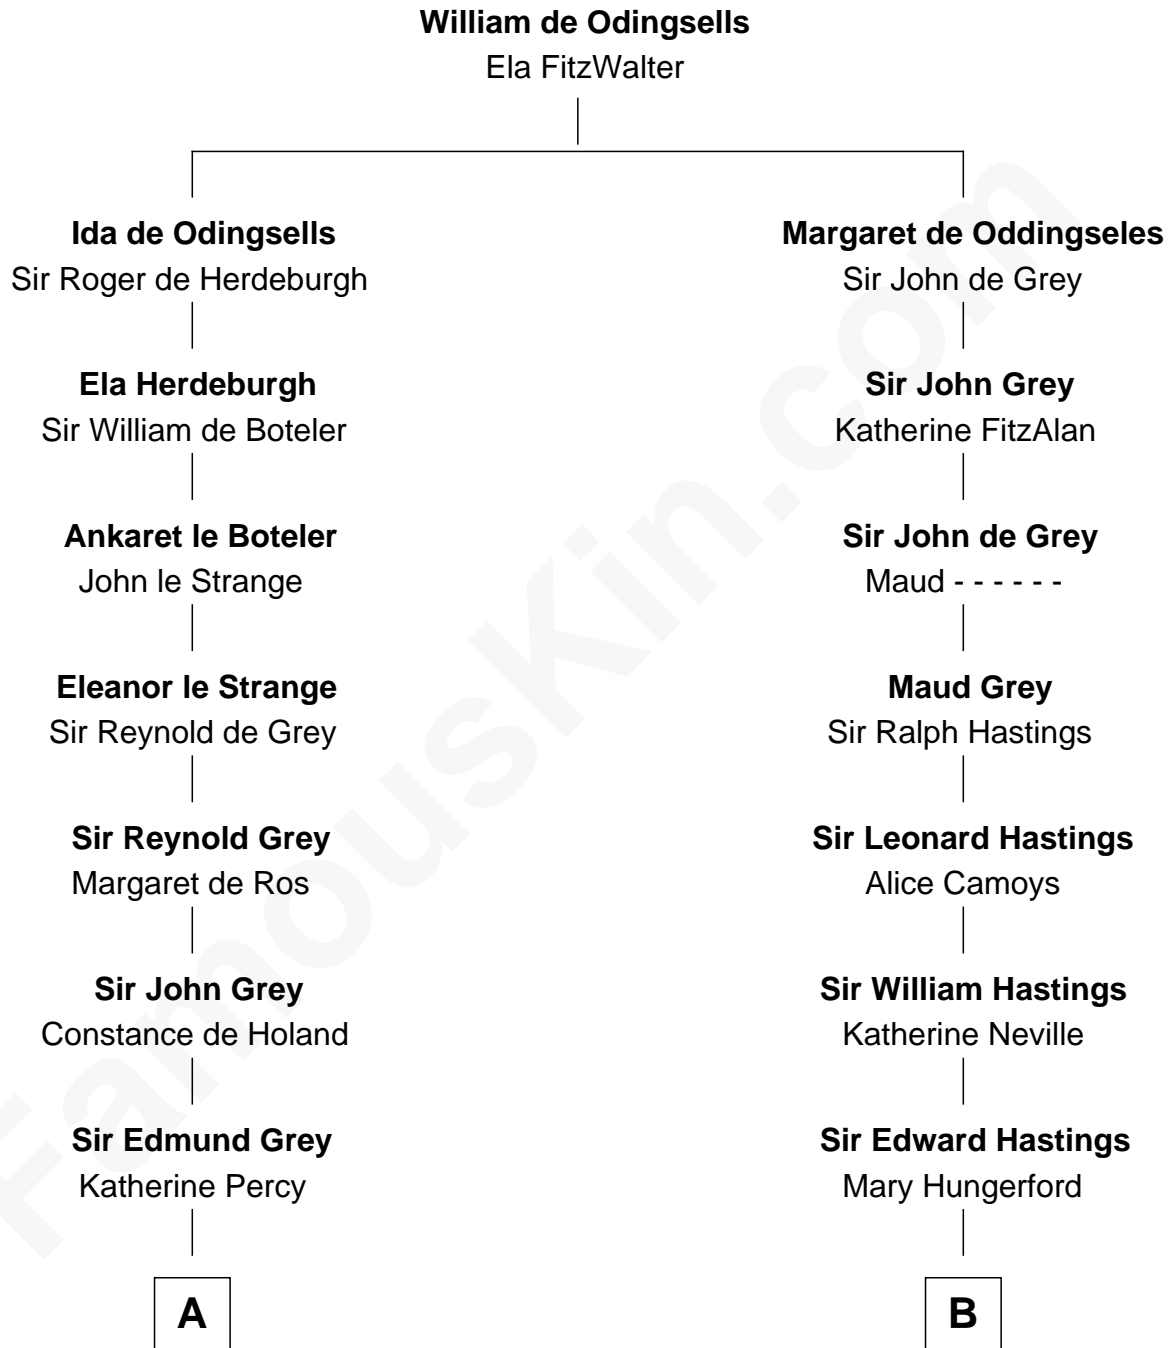 William de Odingsells
Ela FitzWalter
Ida de Odingsells
Sir Roger de Herdeburgh
Margaret de Oddingseles
Sir John de Grey
Ela Herdeburgh
Sir William de Boteler
Sir John Grey
Katherine FitzAlan
Ankaret le Boteler
John le Strange
Sir John de Grey
Maud - - - - - -
Eleanor le Strange
Sir Reynold de Grey
Maud Grey
Sir Ralph Hastings
Sir Reynold Grey
Margaret de Ros
Sir Leonard Hastings
Alice Camoys
Sir John Grey
Constance de Holand
Sir William Hastings
Katherine Neville
Sir Edmund Grey
Katherine Percy
Sir Edward Hastings
Mary Hungerford
A
B
FamousKin.com